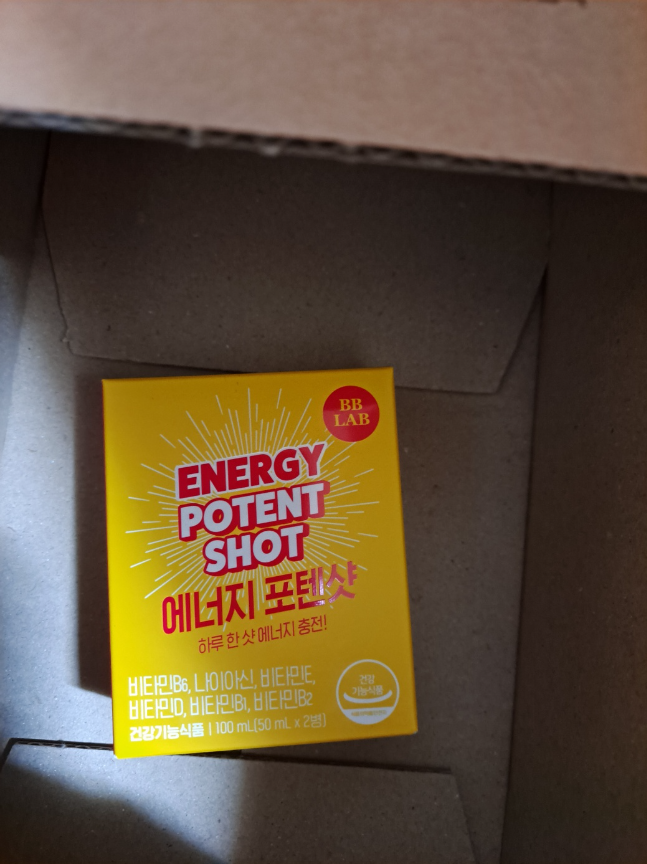 BB
LAB
ENERGY
POTENT
SHOT
에너지 포텐샷
하루 한 샷 에너지 충전!
비타민B6, 나이아신, 비타민E,
비타민D, 비타민B1, 비타민B2
건강기능식품 | 100 mL(50 mL x 2병)
건강
기능식품